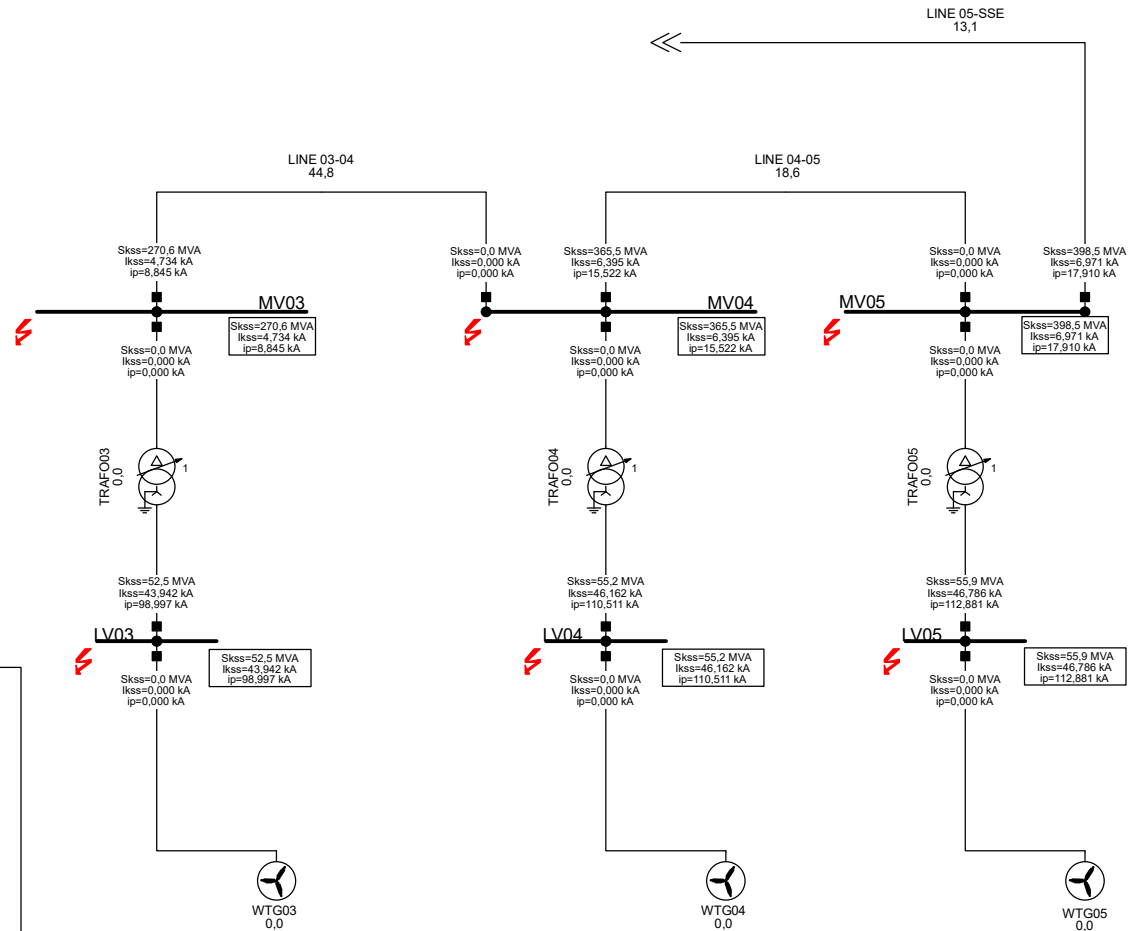 LINE 05-SSE
13,1
LINE 03-04
44,8
LINE 04-05
18,6
Skss=270,6 MVA
Ikss=4,734 kA
ip=8,845 kA
Skss=0,0 MVA
Ikss=0,000 kA
ip=0,000 kA
Skss=365,5 MVA
Ikss=6,395 kA
ip=15,522 kA
Skss=0,0 MVA
Ikss=0,000 kA
ip=0,000 kA
Skss=398,5 MVA
Ikss=6,971 kA
ip=17,910 kA
MV03
MV04
MV05
Skss=270,6 MVA
Ikss=4,734 kA
ip=8,845 kA
Skss=365,5 MVA
Ikss=6,395 kA
ip=15,522 kA
Skss=398,5 MVA
Ikss=6,971 kA
ip=17,910 kA
Skss=0,0 MVA
Ikss=0,000 kA
ip=0,000 kA
Skss=0,0 MVA
Ikss=0,000 kA
ip=0,000 kA
Skss=0,0 MVA
Ikss=0,000 kA
ip=0,000 kA
TRAFO03
0,0
1
TRAFO04
0,0
1
TRAFO05
0,0
1
Skss=52,5 MVA
Ikss=43,942 kA
ip=98,997 kA
Skss=55,2 MVA
Ikss=46,162 kA
ip=110,511 kA
Skss=55,9 MVA
Ikss=46,786 kA
ip=112,881 kA
LV03
LV04
LV05
Skss=52,5 MVA
Ikss=43,942 kA
ip=98,997 kA
Skss=55,2 MVA
Ikss=46,162 kA
ip=110,511 kA
Skss=55,9 MVA
Ikss=46,786 kA
ip=112,881 kA
Skss=0,0 MVA
Ikss=0,000 kA
ip=0,000 kA
Skss=0,0 MVA
Ikss=0,000 kA
ip=0,000 kA
Skss=0,0 MVA
Ikss=0,000 kA
ip=0,000 kA
WTG03
0,0
WTG04
0,0
WTG05
0,0